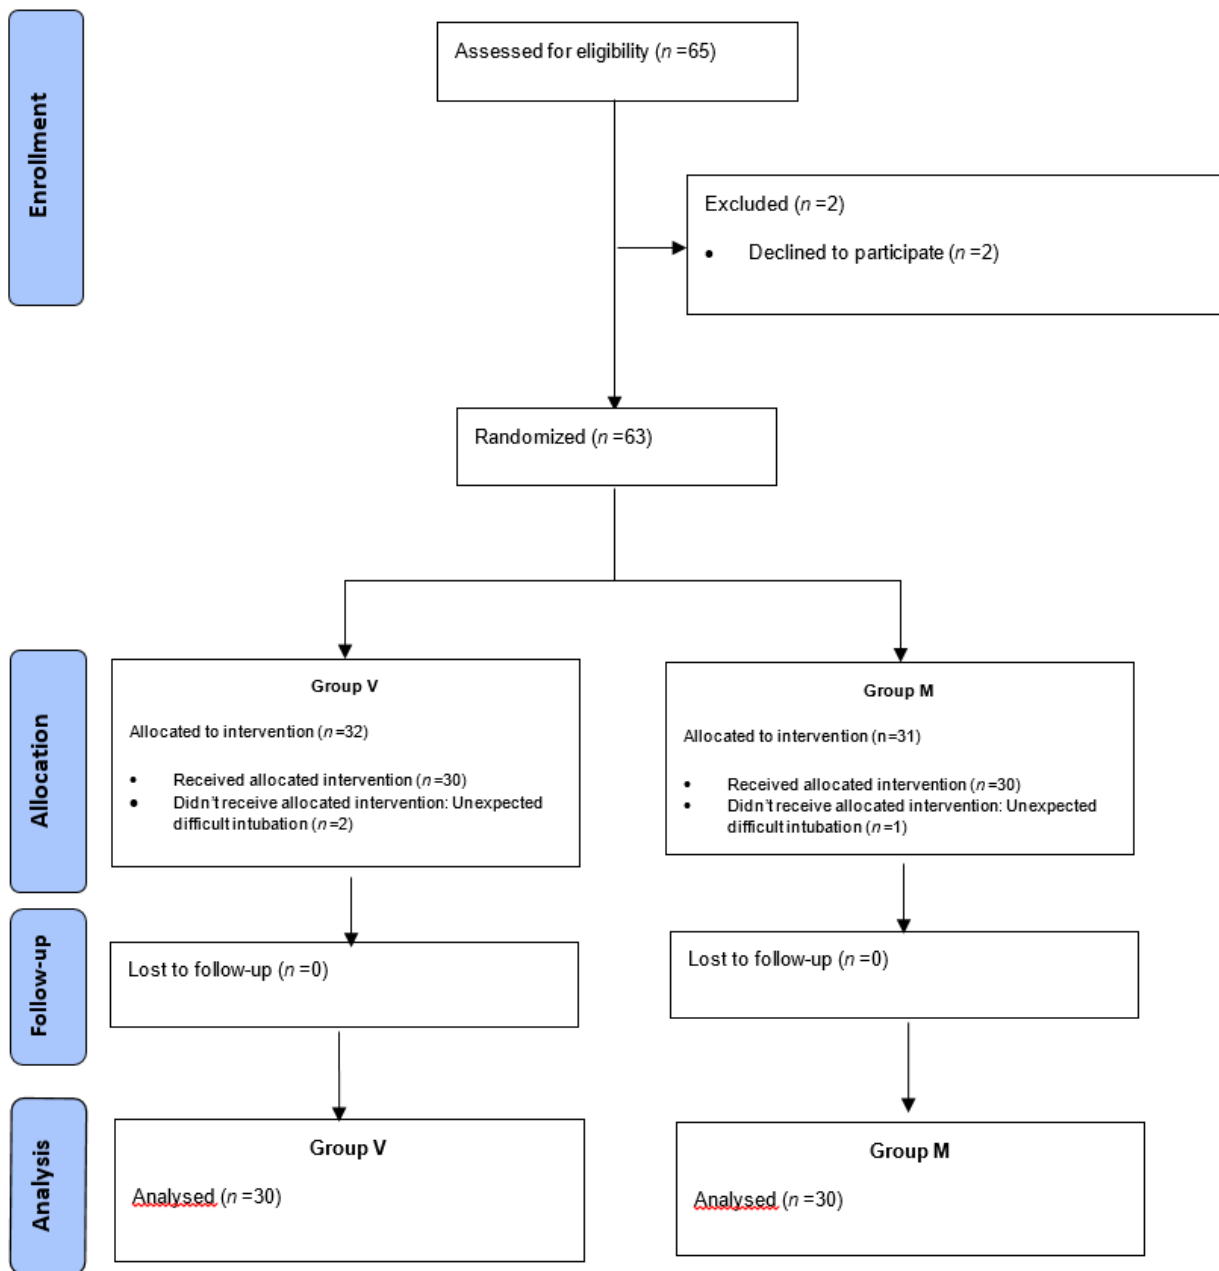 Enrollment
Assessed for eligibility (n =65)
Excluded (n =2)
• Declined to participate (n =2)
Randomized (n =63)
Allocation
Group V
Allocated to intervention (n =32)
• Received allocated intervention (n =30)
• Didn't receive allocated intervention: Unexpected
difficult intubation (n =2)
Group M
Allocated to intervention (n=31)
• Received allocated intervention (n =30)
• Didn't receive allocated intervention: Unexpected
difficult intubation (n =1)
Follow-up
Lost to follow-up (n =0)
Lost to follow-up (n =0)
Analysis
Group V
Analysed (n =30)
Group M
Analysed (n =30)